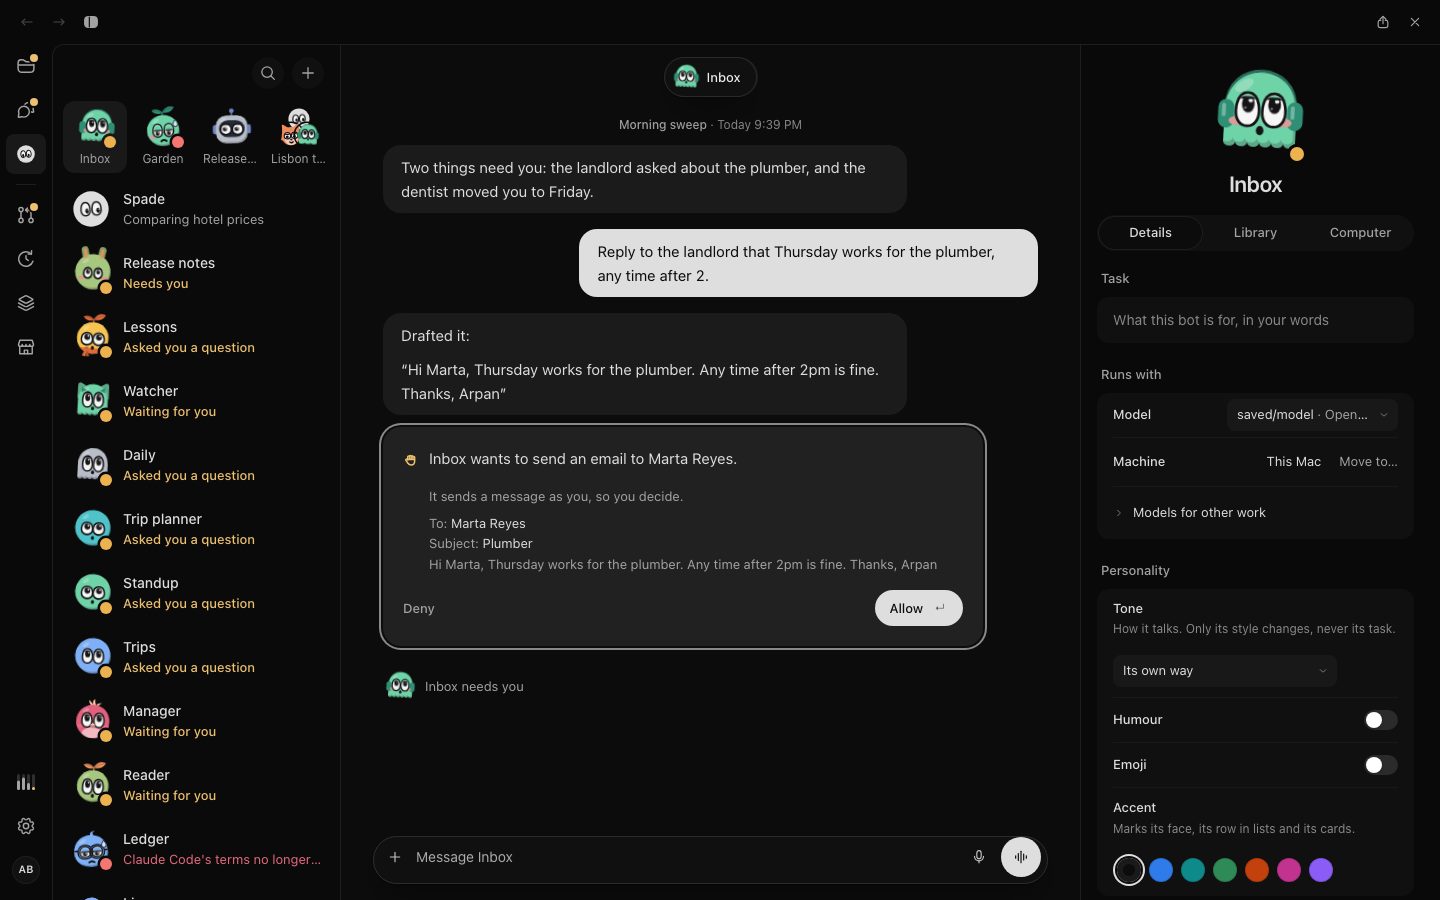 Inbox
Garden
Release...
Lisbon t...
Spade
Comparing hotel prices
Release notes
Needs you
Lessons
Asked you a question
Watcher
Waiting for you
Daily
Asked you a question
Trip planner
Asked you a question
Standup
Asked you a question
Trips
Asked you a question
Manager
Waiting for you
Reader
Waiting for you
Ledger
Claude Code's terms no longer...
AB
Inbox
Morning sweep · Today 9:39 PM
Two things need you: the landlord asked about the plumber, and the
dentist moved you to Friday.
Reply to the landlord that Thursday works for the plumber,
any time after 2.
Drafted it:
“Hi Marta, Thursday works for the plumber. Any time after 2pm is fine.
Thanks, Arpan”
Inbox wants to send an email to Marta Reyes.
It sends a message as you, so you decide.
To: Marta Reyes
Subject: Plumber
Hi Marta, Thursday works for the plumber. Any time after 2pm is fine. Thanks, Arpan
Deny
Allow
Inbox needs you
Message Inbox
Inbox
Details
Library
Computer
Task
What this bot is for, in your words
Runs with
Model
saved/model · Open...
Machine
This Mac
Move to...
Models for other work
Personality
Tone
How it talks. Only its style changes, never its task.
Its own way
Humour
Emoji
Accent
Marks its face, its row in lists and its cards.